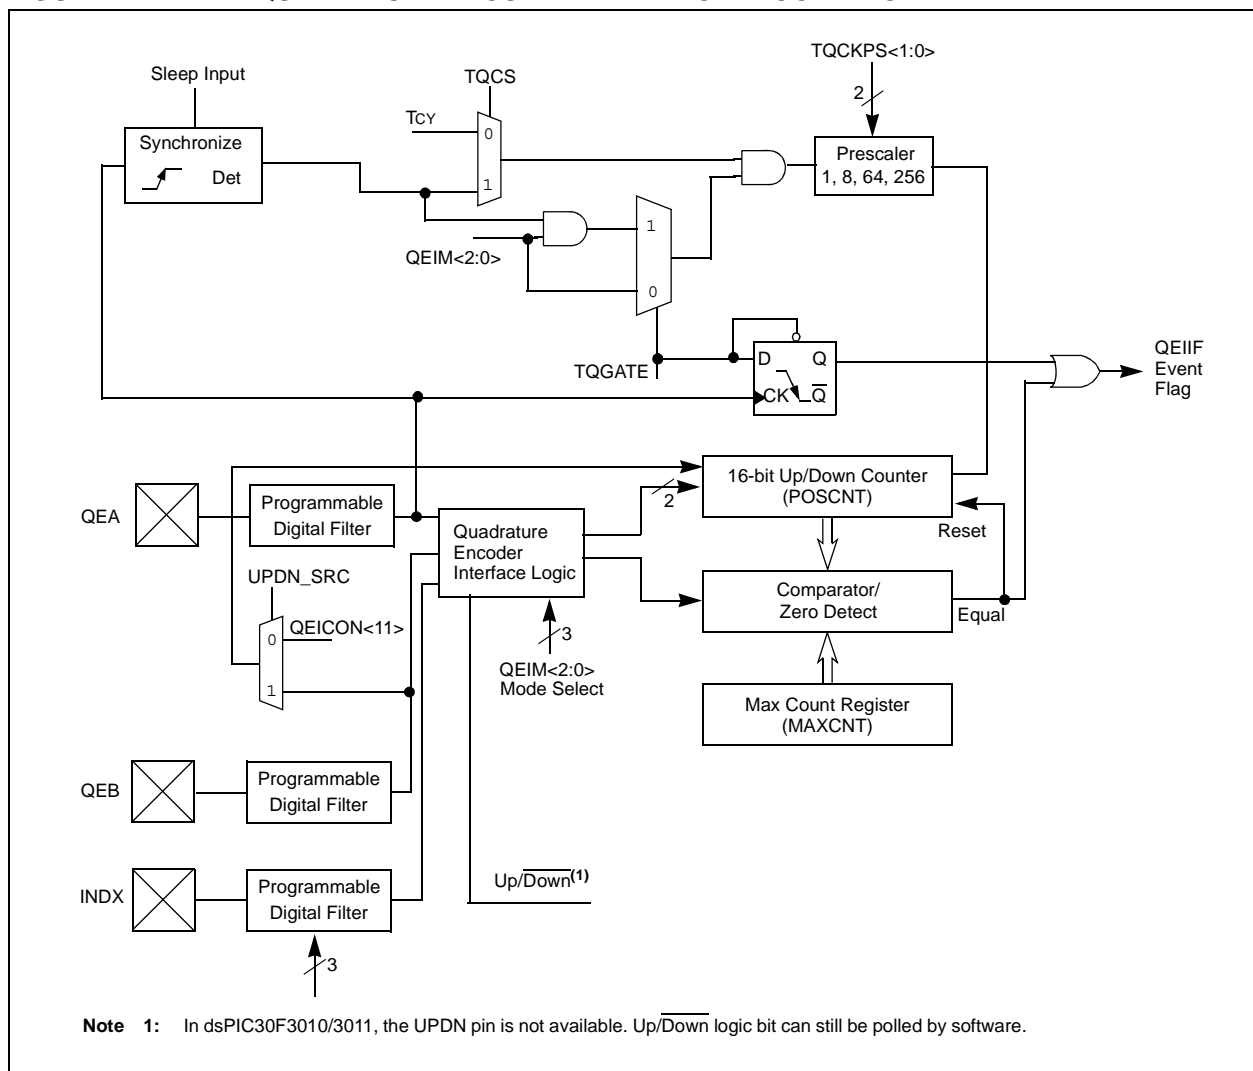 TQCKPS<1:0>
Sleep Input
TQCS
2
TCY
0
Synchronize
Det
1
Prescaler
1, 8, 64, 256
1
QEIM<2:0>
0
TQGATE
D Q
CK Q
QEIIF
Event
Flag
16-bit Up/Down Counter
(POSCNT)
2
QEA
Programmable
Digital Filter
Quadrature
Encoder
Interface Logic
Reset
UPDN_SRC
Comparator/
Zero Detect
Equal
0
QEICON<11>
3
1
QEIM<2:0>
Mode Select
Max Count Register
(MAXCNT)
QEB
Programmable
Digital Filter
INDX
Programmable
Digital Filter
Up/Down(1)
3
Note 1: In dsPIC30F3010/3011, the UPDN pin is not available. Up/Down logic bit can still be polled by software.